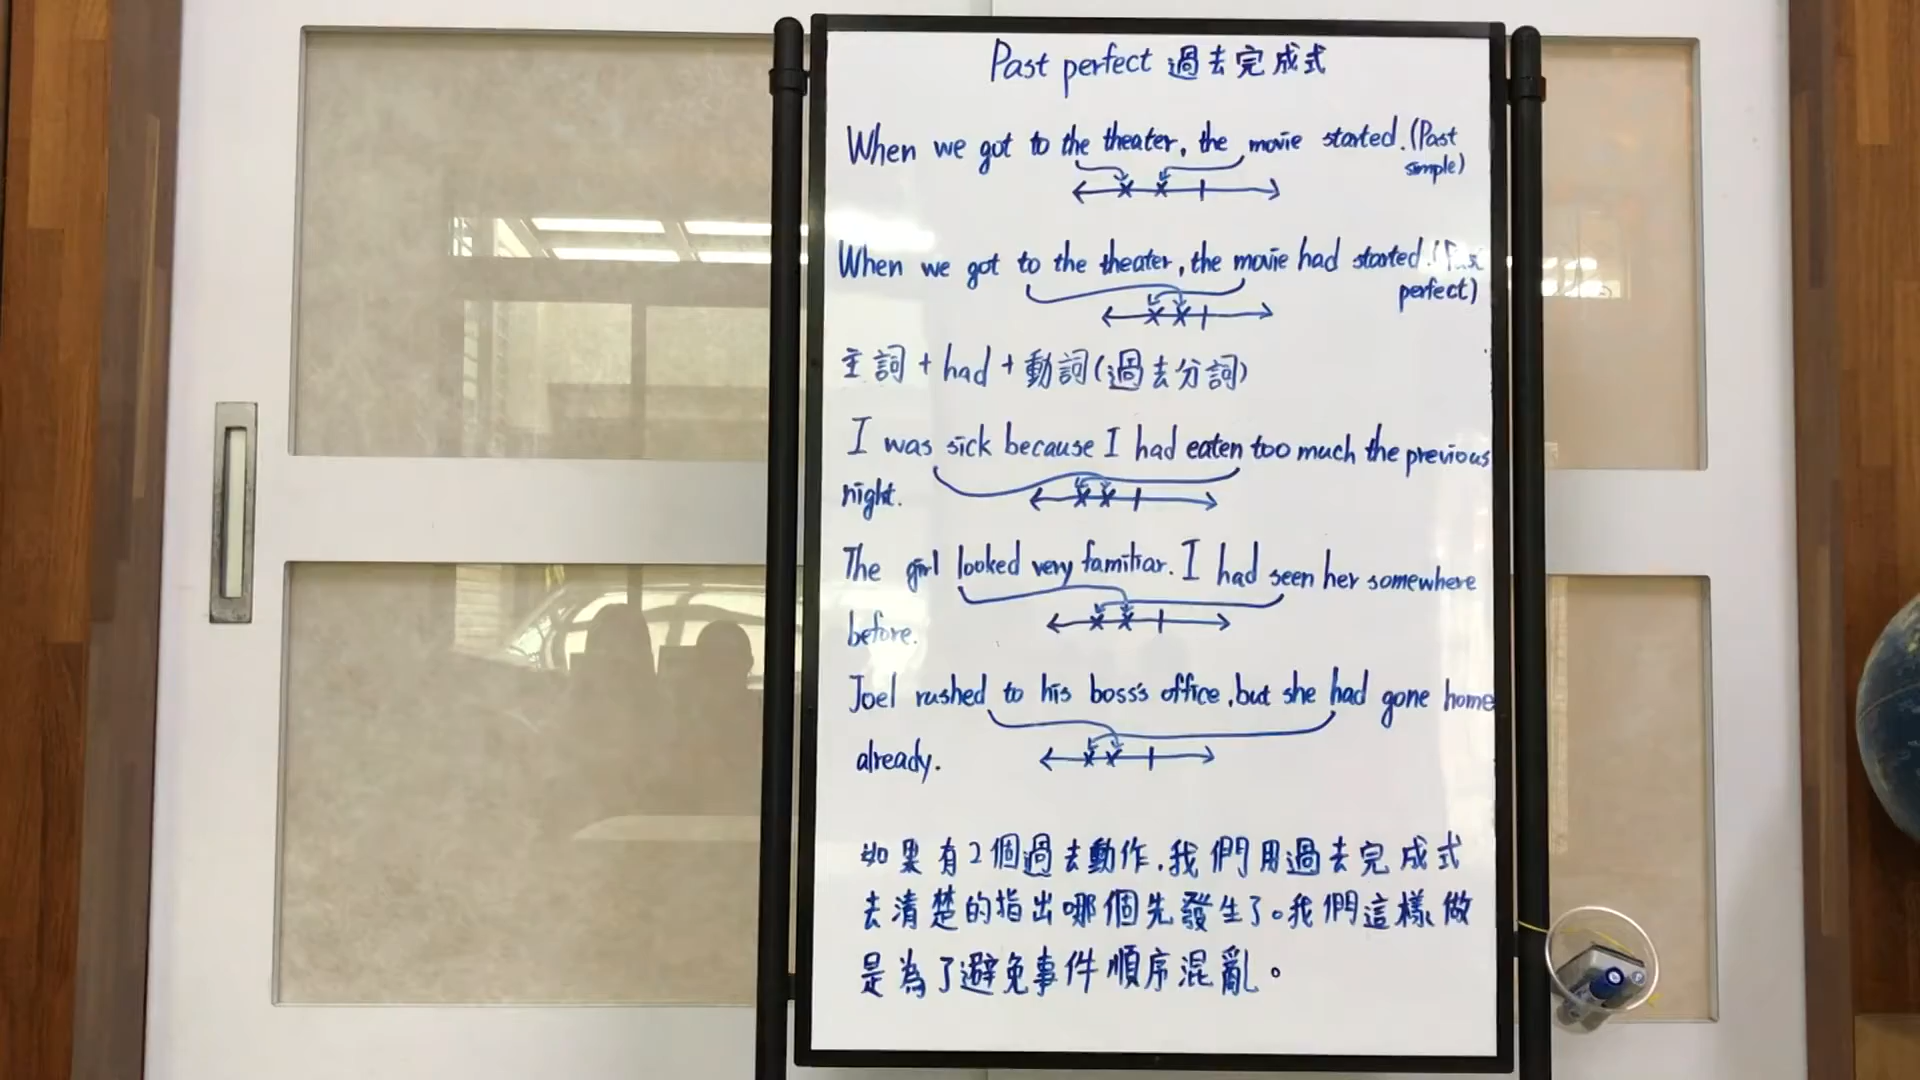 Past perfect 過去完成式
When we got to the theater, the movie started. (Past
simple)
When we got to the theater, the movie had started. (Past
perfect)
主詞 + had + 動詞(過去分詞)
I was sick because I had eaten too much the previous
night.
The girl looked very familiar. I had seen her somewhere
before.
Joel rushed to his boss's office, but she had gone home
already.
如果有2個過去動作,我們用過去完成式
去清楚的指出哪個先發生了。我們這樣做
是為了避免事件順序混亂。